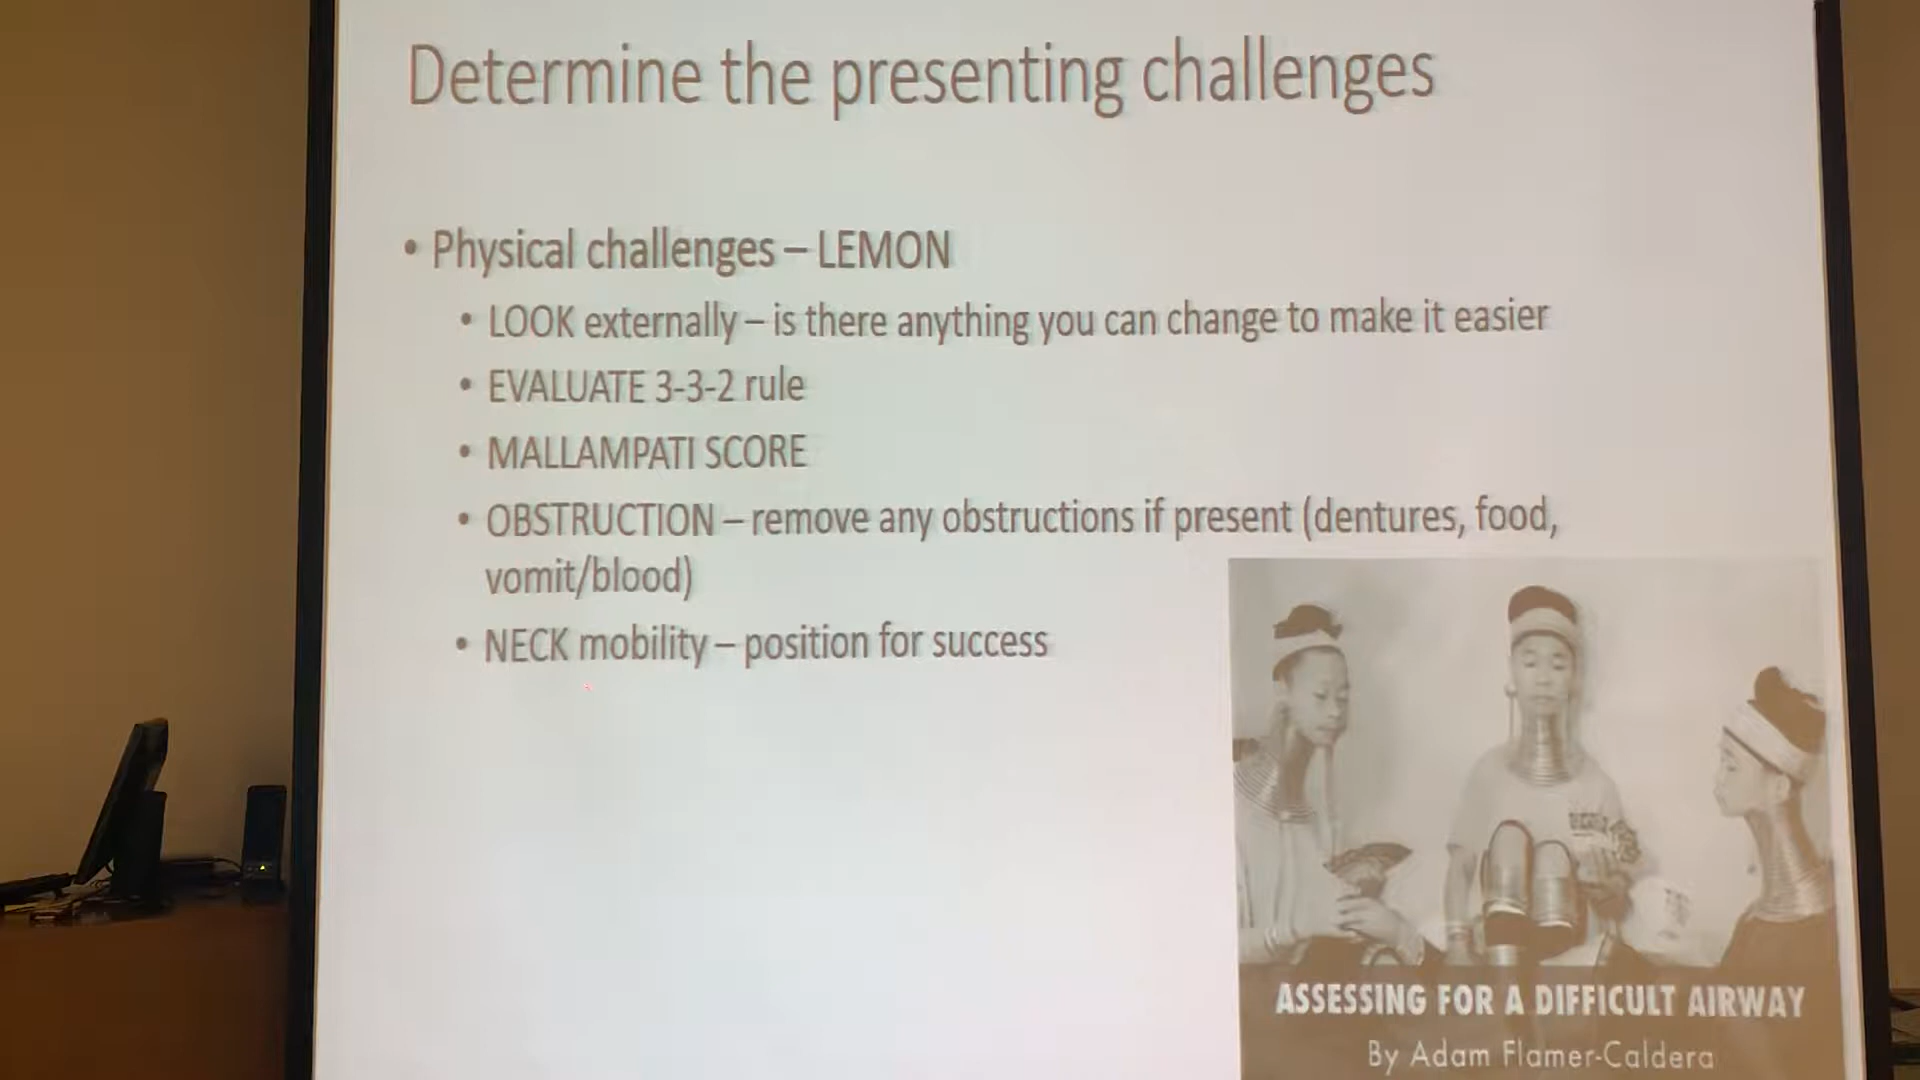 Determine the presenting challenges
• Physical challenges – LEMON
• LOOK externally – is there anything you can change to make it easier
• EVALUATE 3-3-2 rule
• MALLAMPATI SCORE
• OBSTRUCTION – remove any obstructions if present (dentures, food,
vomit/blood)
• NECK mobility – position for success
ASSESSING FOR A DIFFICULT AIRWAY
By Adam Flamer-Caldera